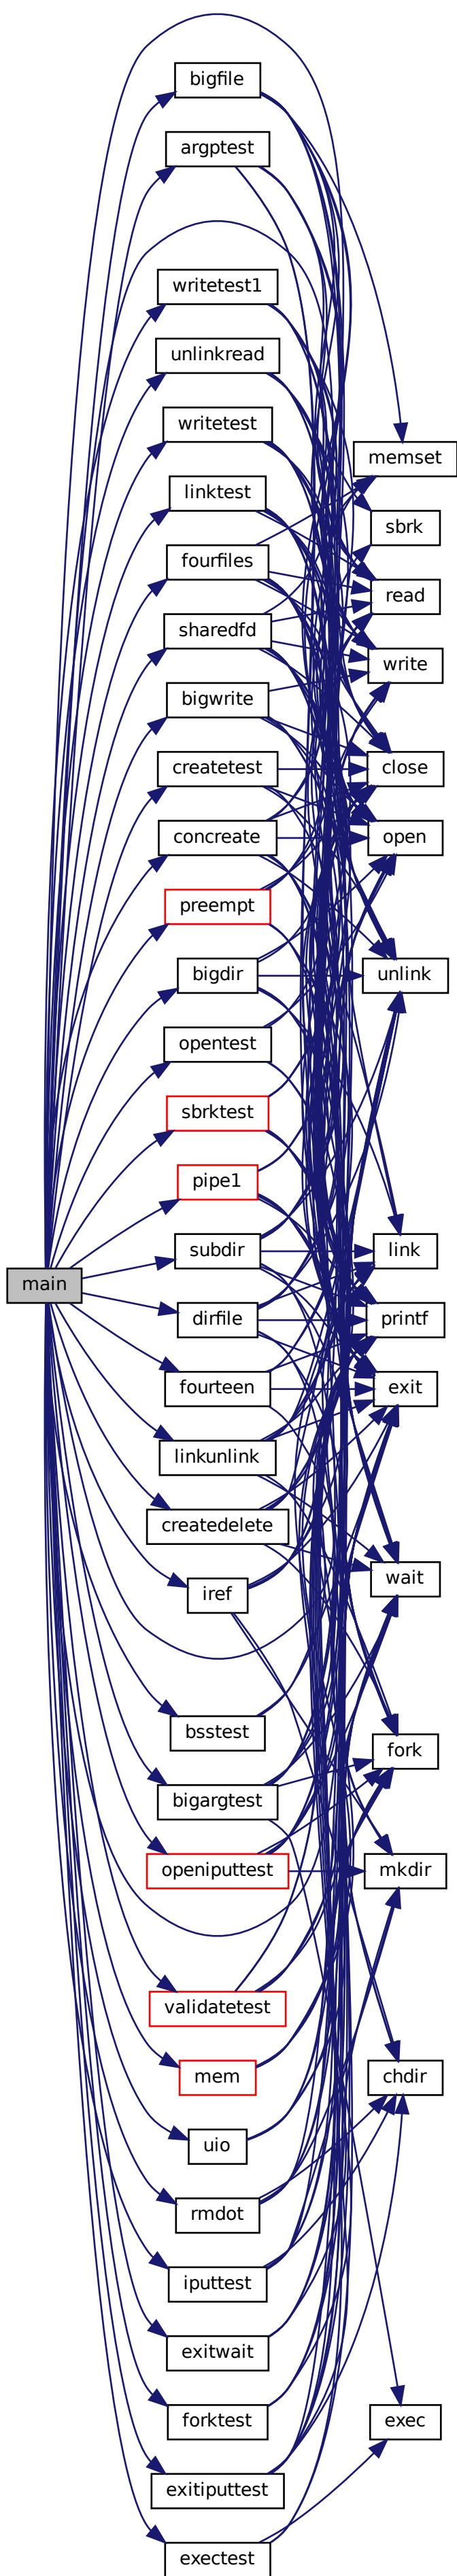 bigfile
argptest
writetest1
unlinkread
writetest
memset
linktest
sbrk
fourfiles
read
sharedfd
write
bigwrite
createtest
close
concreate
open
preempt
bigdir
unlink
opentest
sbrktest
pipe1
subdir
link
main
dirfile
printf
fourteen
exit
linkunlink
createdelete
wait
iref
bsstest
fork
bigargtest
openiputtest
mkdir
validatetest
mem
chdir
uio
rmdot
iputtest
exitwait
forktest
exec
exitiputtest
exectest